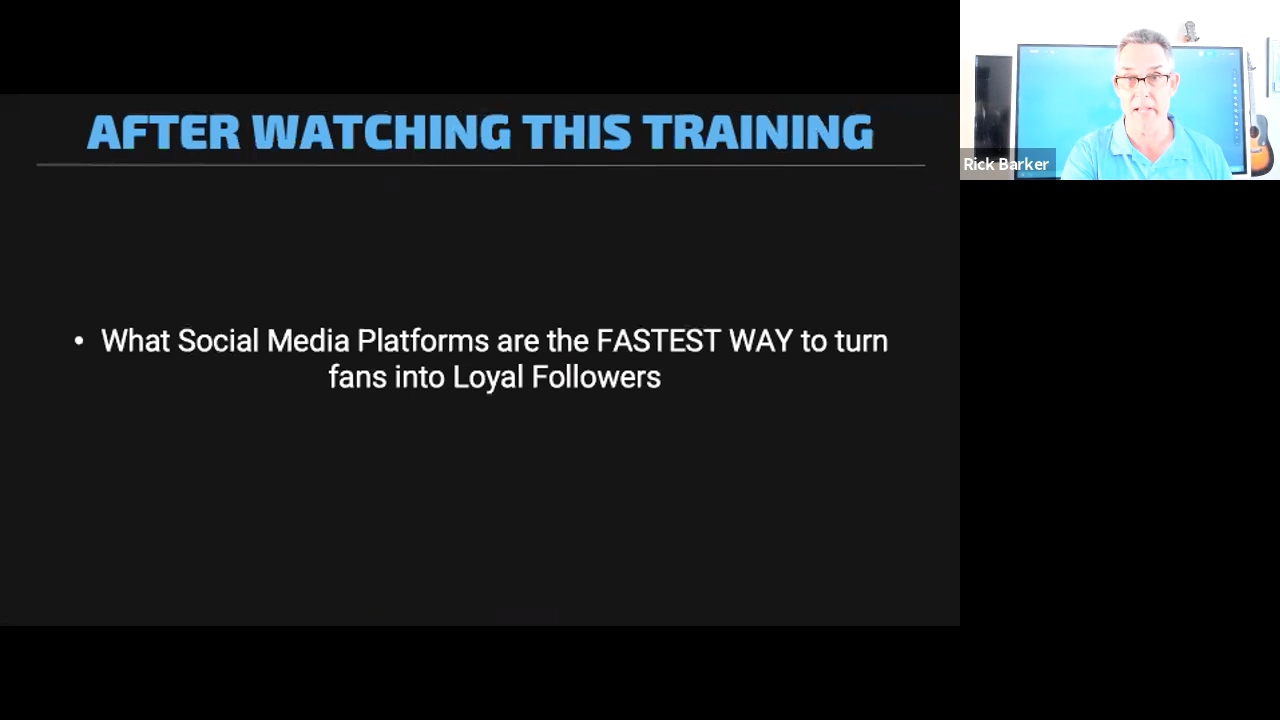 AFTER WATCHING THIS TRAINING
• What Social Media Platforms are the FASTEST WAY to turn
fans into Loyal Followers
Rick Barker